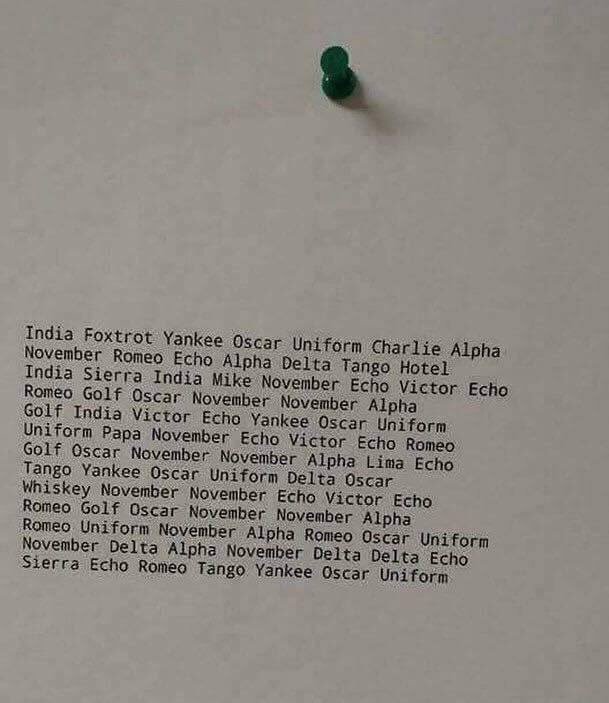 India Foxtrot Yankee Oscar Uniform Charlie Alpha
November Romeo Echo Alpha Delta Tango Hotel
India Sierra India Mike November Echo Victor Echo
Romeo Golf Oscar November November Alpha
Golf India Victor Echo Yankee Oscar Uniform
Uniform Papa November Echo Victor Echo Romeo
Golf Oscar November November Alpha Lima Echo
Tango Yankee Oscar Uniform Delta Oscar
Whiskey November November Echo Victor Echo
Romeo Golf Oscar November November Alpha
Romeo Uniform November Alpha Romeo Oscar Uniform
November Delta Alpha November Delta Delta Echo
Sierra Echo Romeo Tango Yankee Oscar Uniform